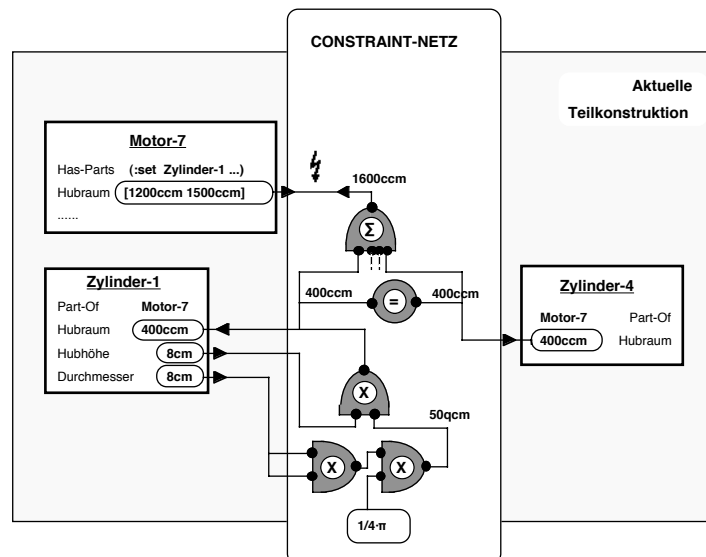 CONSTRAINT-NETZ
Aktuelle
Teilkonstruktion
Motor-7
Has-Parts (:set Zylinder-1 ...)
Hubraum [1200ccm 1500ccm]
......
1600ccm
Σ
Zylinder-1
Part-Of Motor-7
Hubraum 400ccm
Hubhöhe 8cm
Durchmesser 8cm
400ccm = 400ccm
Zylinder-4
Motor-7 Part-Of
400ccm Hubraum
X
50qcm
X X
1/4·π